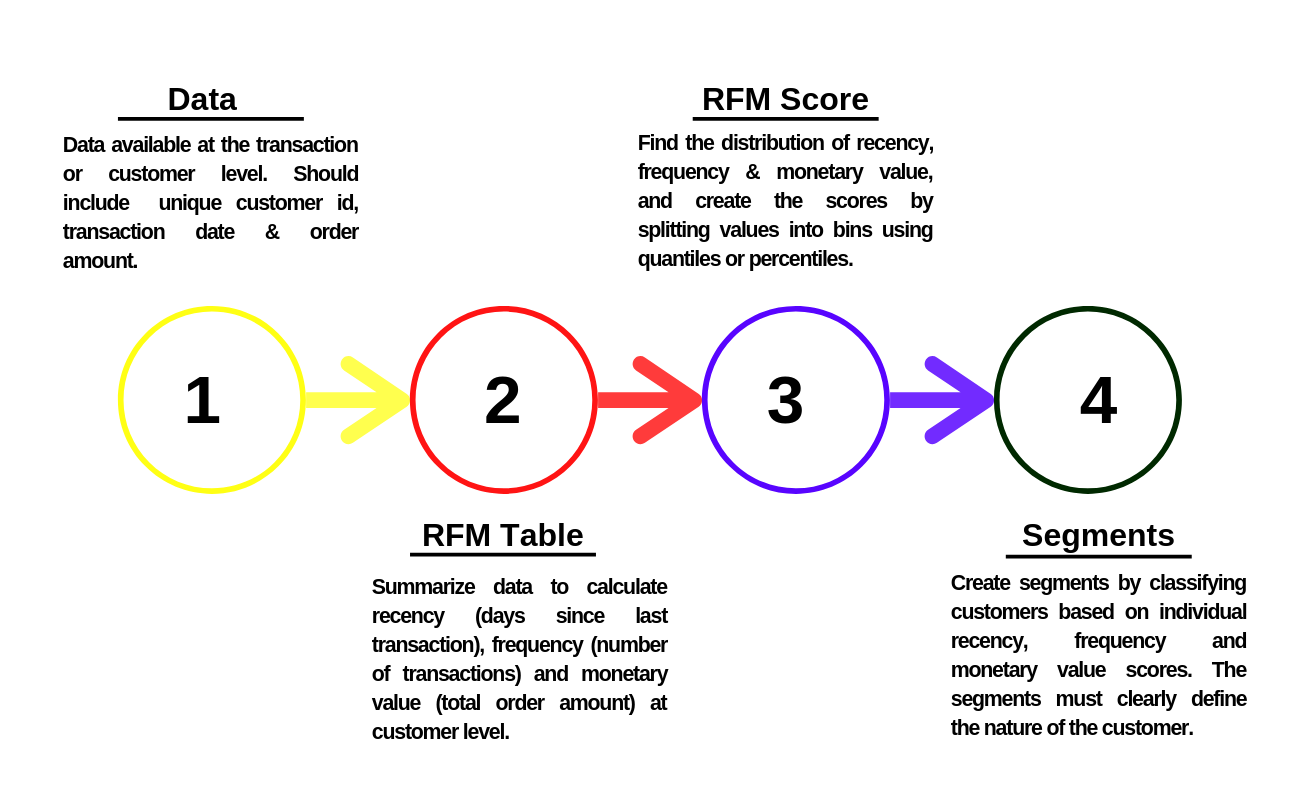 Data
Data available at the transaction
or customer level. Should
include unique customer id,
transaction date & order
amount.
RFM Score
Find the distribution of recency,
frequency & monetary value,
and create the scores by
splitting values into bins using
quantiles or percentiles.
1
2
3
4
RFM Table
Summarize data to calculate
recency (days since last
transaction), frequency (number
of transactions) and monetary
value (total order amount) at
customer level.
Segments
Create segments by classifying
customers based on individual
recency, frequency and
monetary value scores. The
segments must clearly define
the nature of the customer.